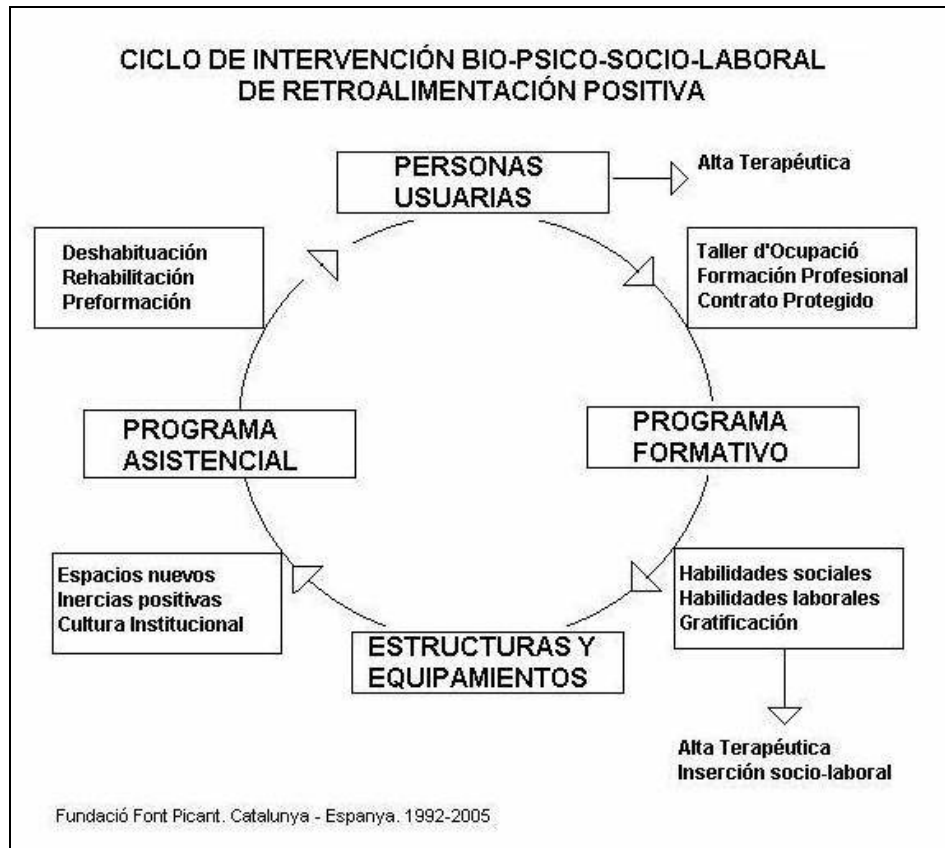 CICLO DE INTERVENCIÓN BIO-PSICO-SOCIO-LABORAL
DE RETROALIMENTACIÓN POSITIVA
PERSONAS
USUARIAS
Alta Terapéutica
Deshabituación
Rehabilitación
Preformación
Taller d'Ocupació
Formación Profesional
Contrato Protegido
PROGRAMA
ASISTENCIAL
PROGRAMA
FORMATIVO
Espacios nuevos
Inercias positivas
Cultura Institucional
Habilidades sociales
Habilidades laborales
Gratificación
ESTRUCTURAS Y
EQUIPAMIENTOS
Alta Terapéutica
Inserción socio-laboral
Fundació Font Picant. Catalunya - Espanya. 1992-2005